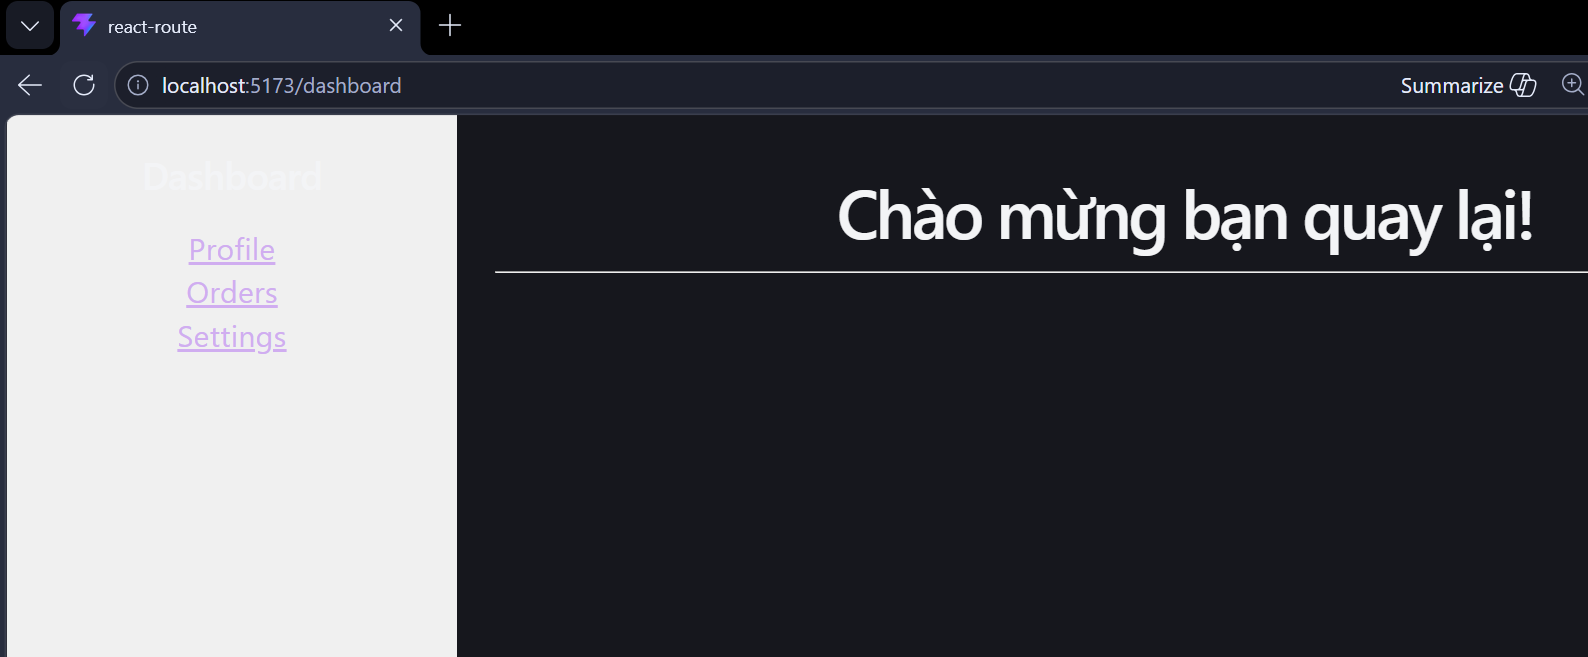 react-route
localhost:5173/dashboard
Summarize
Dashboard
Profile
Orders
Settings
Chào mừng bạn quay lại!